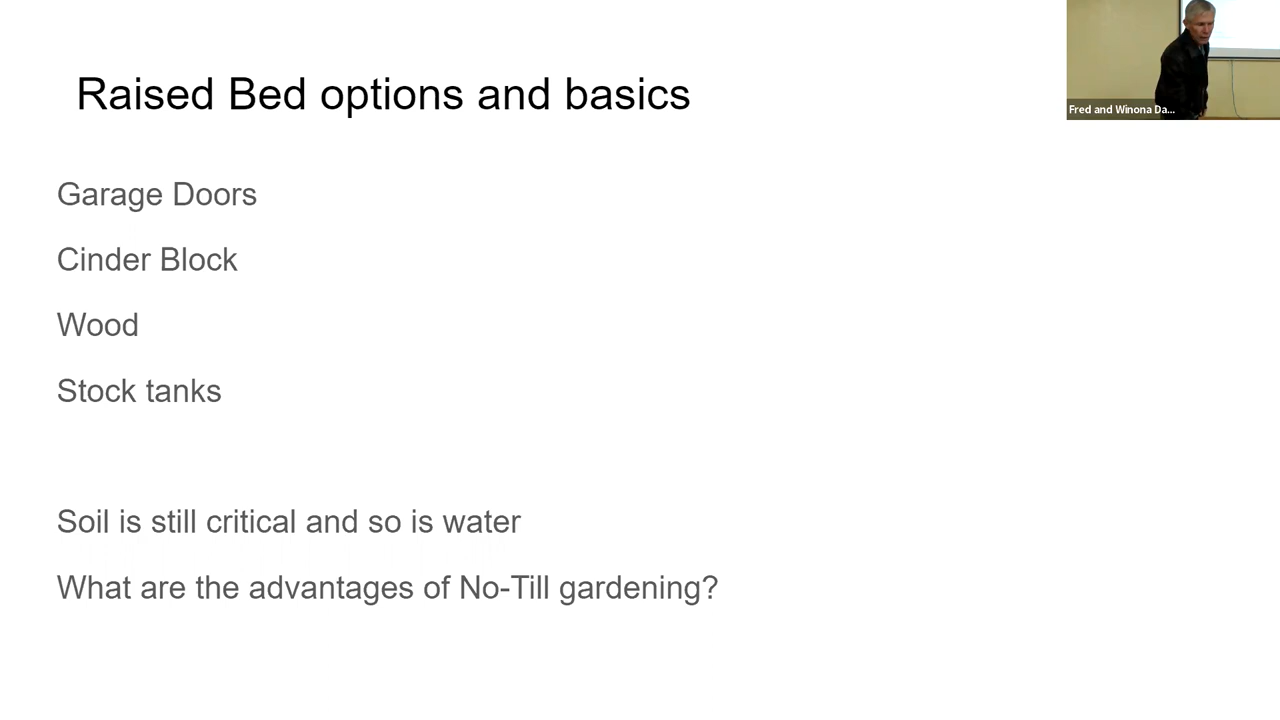 Raised Bed options and basics
Fred and Winona Da...
Garage Doors
Cinder Block
Wood
Stock tanks
Soil is still critical and so is water
What are the advantages of No-Till gardening?